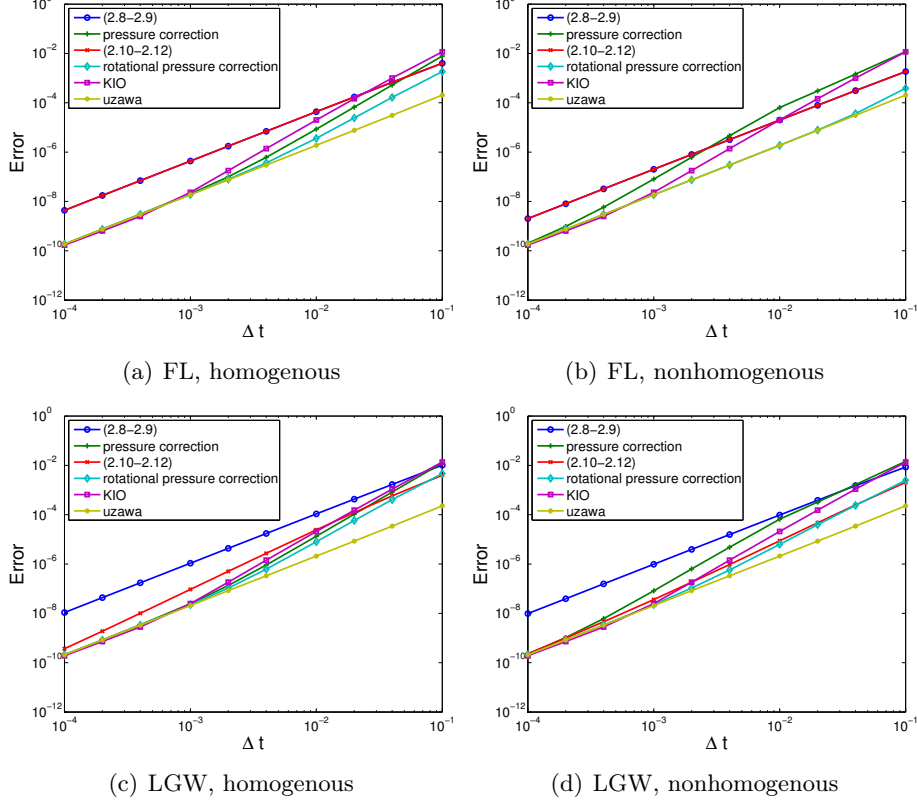 10^0
10^−2
10^−4
10^−6
10^−8
10^−10
10^−12
Error
(2.8−2.9)
pressure correction
(2.10−2.12)
rotational pressure correction
KIO
uzawa
10^−4
10^−3
10^−2
10^−1
Δ t
(a) FL, homogenous
10^0
10^−2
10^−4
10^−6
10^−8
10^−10
10^−12
Error
(2.8−2.9)
pressure correction
(2.10−2.12)
rotational pressure correction
KIO
uzawa
10^−4
10^−3
10^−2
10^−1
Δ t
(b) FL, nonhomogenous
10^0
10^−2
10^−4
10^−6
10^−8
10^−10
10^−12
Error
(2.8−2.9)
pressure correction
(2.10−2.12)
rotational pressure correction
KIO
uzawa
10^−4
10^−3
10^−2
10^−1
Δ t
(c) LGW, homogenous
10^0
10^−2
10^−4
10^−6
10^−8
10^−10
10^−12
Error
(2.8−2.9)
pressure correction
(2.10−2.12)
rotational pressure correction
KIO
uzawa
10^−4
10^−3
10^−2
10^−1
Δ t
(d) LGW, nonhomogenous